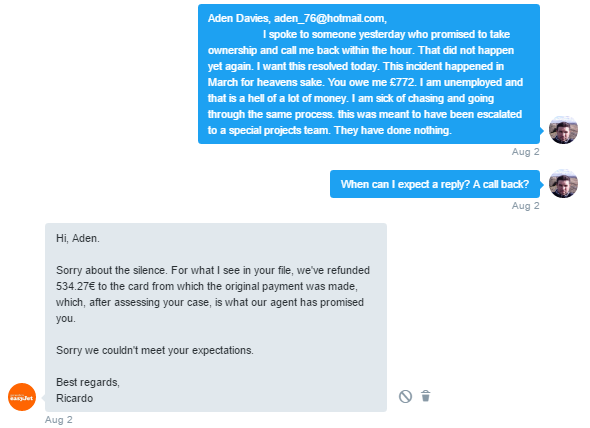 Aden Davies, aden_76@hotmail.com,
I spoke to someone yesterday who promised to take
ownership and call me back within the hour. That did not happen
yet again. I want this resolved today. This incident happened in
March for heavens sake. You owe me £772. I am unemployed and
that is a hell of a lot of money. I am sick of chasing and going
through the same process. this was meant to have been escalated
to a special projects team. They have done nothing.
Aug 2
When can I expect a reply? A call back?
Aug 2
Hi, Aden.
Sorry about the silence. For what I see in your file, we've refunded
534.27€ to the card from which the original payment was made,
which, after assessing your case, is what our agent has promised
you.
Sorry we couldn't meet your expectations.
Best regards,
Ricardo
easyJet
Aug 2